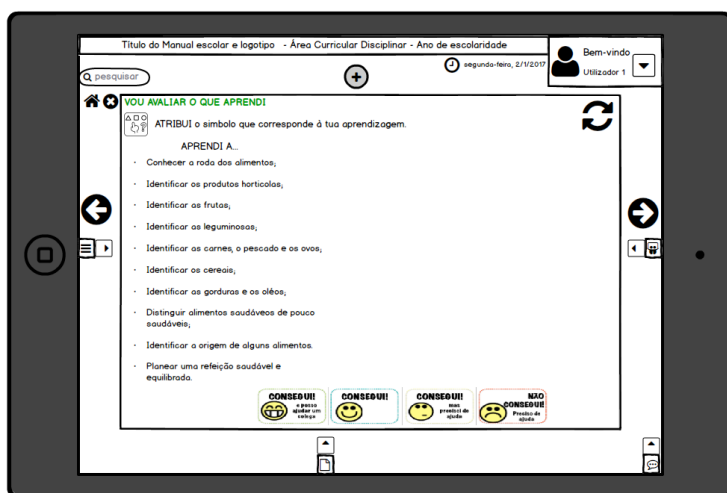 Título do Manual escolar e logotipo - Área Curricular Disciplinar - Ano de escolaridade
Bem-vindo
Utilizador 1
segunda-feira, 2/1/2017
pesquisar
VOU AVALIAR O QUE APRENDI
ATRIBUI o simbolo que corresponde à tua aprendizagem.
APRENDI A...
· Conhecer a roda dos alimentos;
· Identificar os produtos horticolas;
· Identificar as frutas;
· Identificar as leguminosas;
· Identificar as carnes, o pescado e os ovos;
· Identificar os cereais;
· Identificar as gorduras e os óleos;
· Distinguir alimentos saudáveos de pouco
saudáveis;
· Identificar a origem de alguns alimentos.
· Planear uma refeição saudável e
equilibrada.
CONSEGUI!
e posso
ajudar um
colega
CONSEGUI!
CONSEGUI!
mas
precisei de
ajuda
NÃO
CONSEGUI!
Preciso de
ajuda